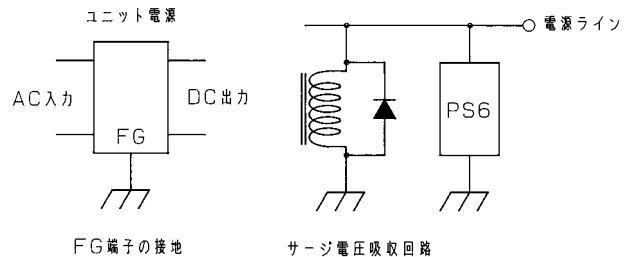 ユニット電源
電源ライン
AC入力
DC出力
FG
PS6
FG端子の接地
サージ電圧吸収回路